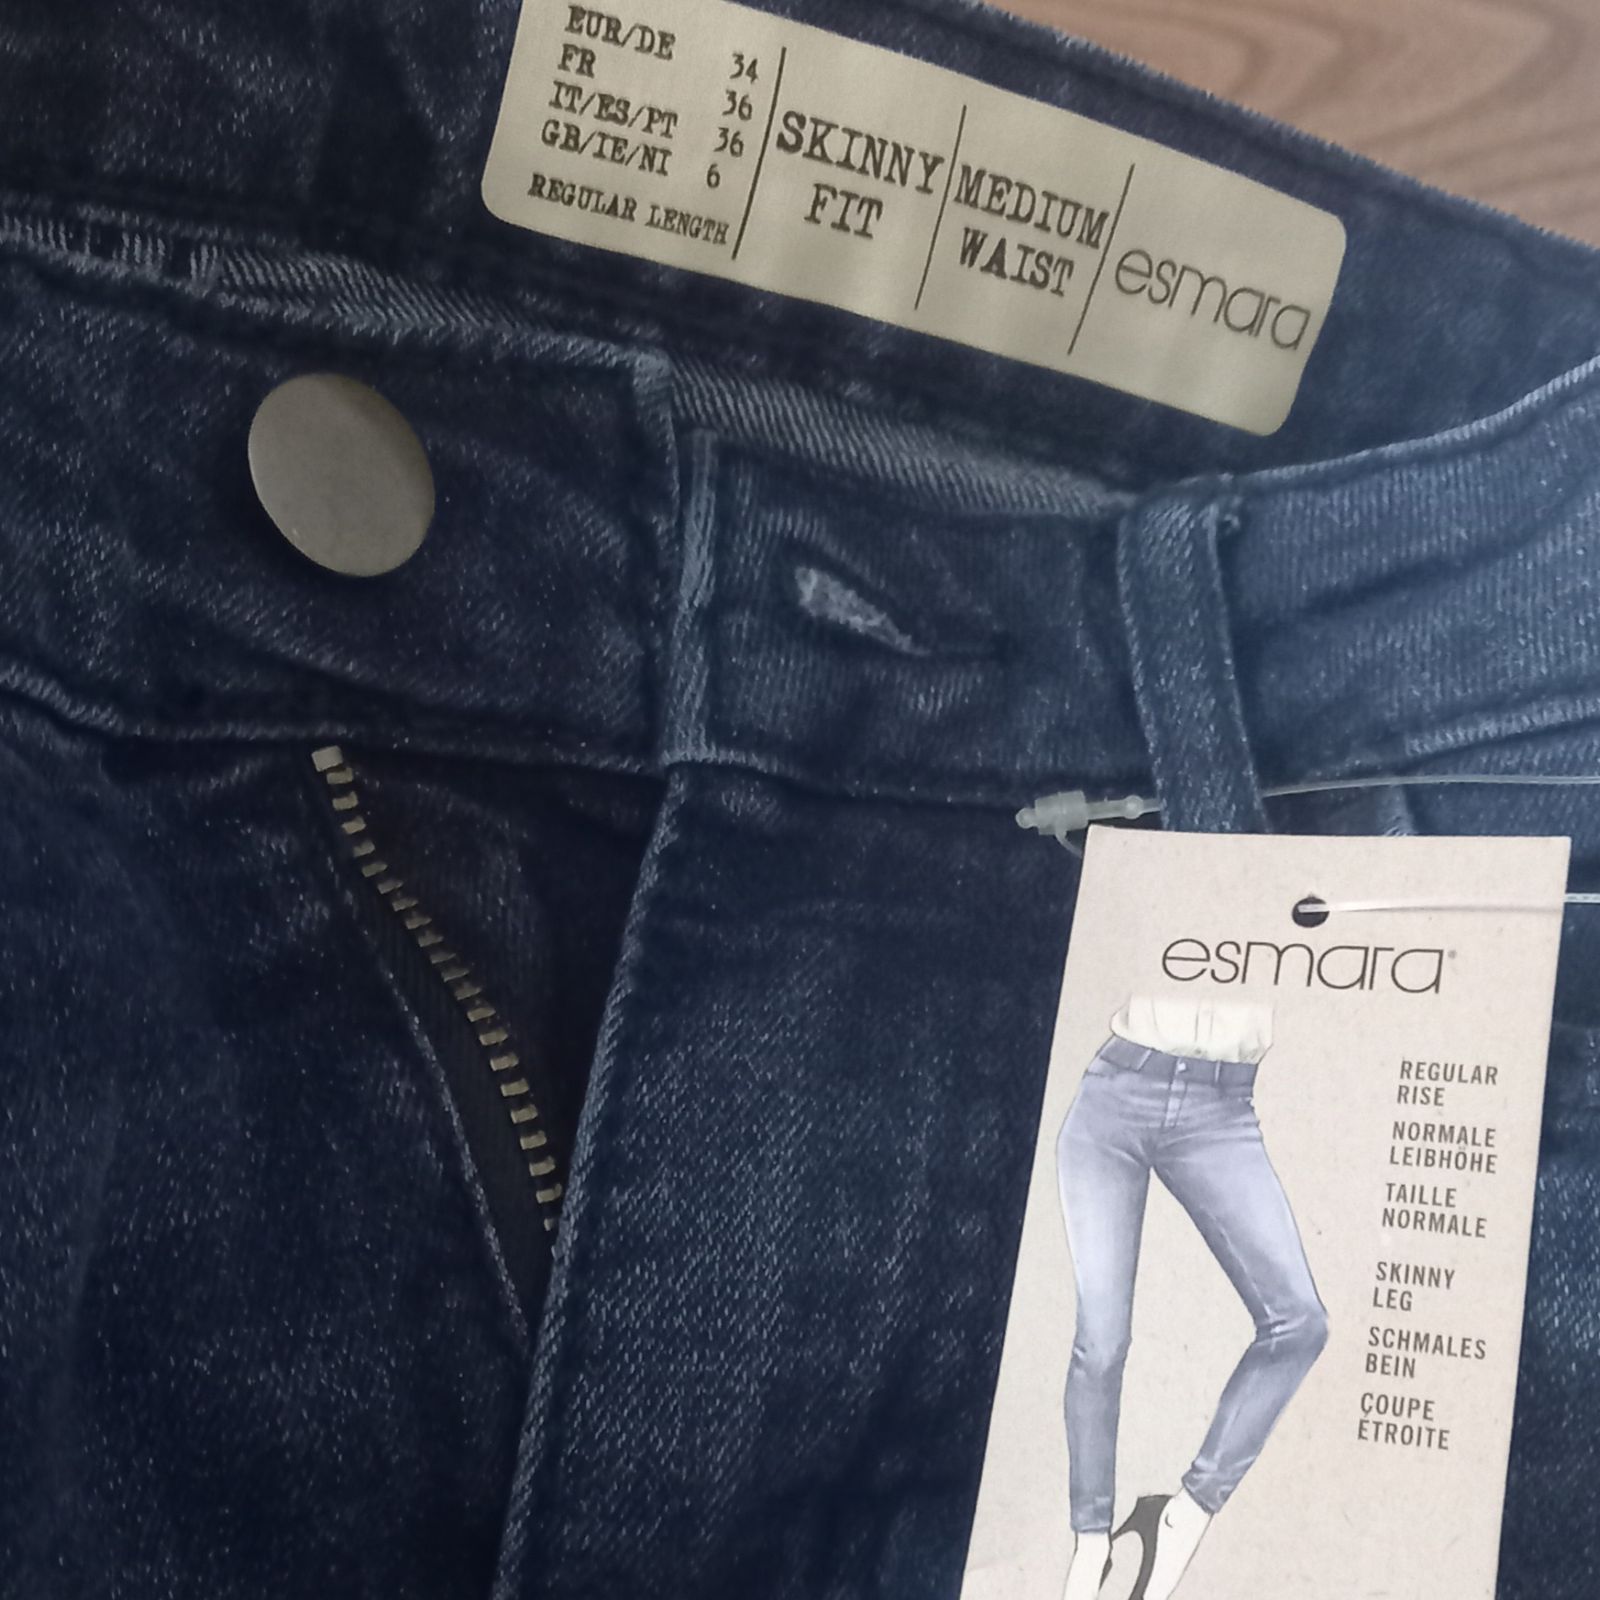 EUR/DE 34
FR 36
IT/ES/PT 36
GB/IE/NI 6
REGULAR LENGTH
SKINNY
FIT
MEDIUM
WAIST
esmara
esmara®
REGULAR
RISE
NORMALE
LEIBHÖHE
TAILLE
NORMALE
SKINNY
LEG
SCHMALES
BEIN
COUPE
ÉTROITE